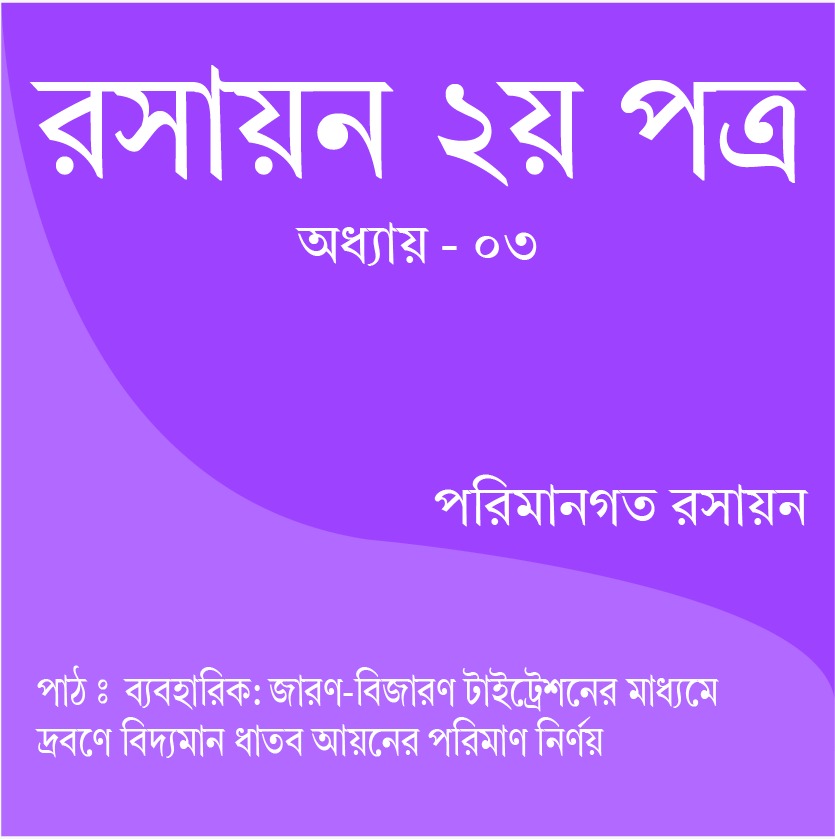 রসায়ন ২য় পত্র
অধ্যায় - ০৩
পরিমানগত রসায়ন
পাঠ ঃ ব্যবহারিক: জারণ-বিজারণ টাইট্রেশনের মাধ্যমে
দ্রবণে বিদ্যমান ধাতব আয়নের পরিমাণ নির্ণয়